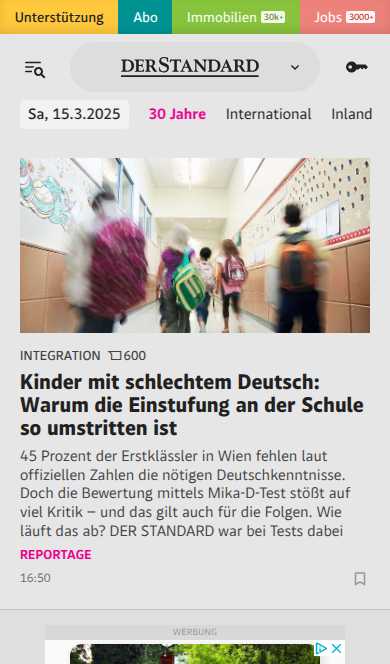 Unterstützung Abo Immobilien 30k+ Jobs 3000+
DERSTANDARD
Sa, 15.3.2025 30 Jahre International Inland
INTEGRATION 600
Kinder mit schlechtem Deutsch:
Warum die Einstufung an der Schule
so umstritten ist
45 Prozent der Erstklässler in Wien fehlen laut
offiziellen Zahlen die nötigen Deutschkenntnisse.
Doch die Bewertung mittels Mika-D-Test stößt auf
viel Kritik – und das gilt auch für die Folgen. Wie
läuft das ab? DER STANDARD war bei Tests dabei
REPORTAGE
16:50
WERBUNG